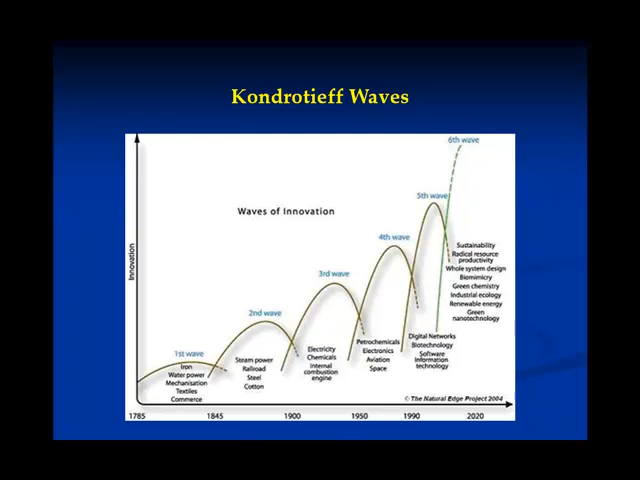 Kondrotieff Waves
6th wave
5th wave
Waves of Innovation
4th wave
3rd wave
2nd wave
1st wave
Innovation
Iron
Water power
Mechanisation
Textiles
Commerce
Steam power
Railroad
Steel
Cotton
Electricity
Chemicals
Internal
combustion
engine
Petrochemicals
Electronics
Aviation
Space
Digital Networks
Biotechnology
Software
Information
technology
Sustainability
Radical resource
productivity
Whole system design
Biomimicry
Green chemistry
Industrial ecology
Renewable energy
Green
nanotechnology
© The Natural Edge Project 2004
1785
1845
1900
1950
1990
2020